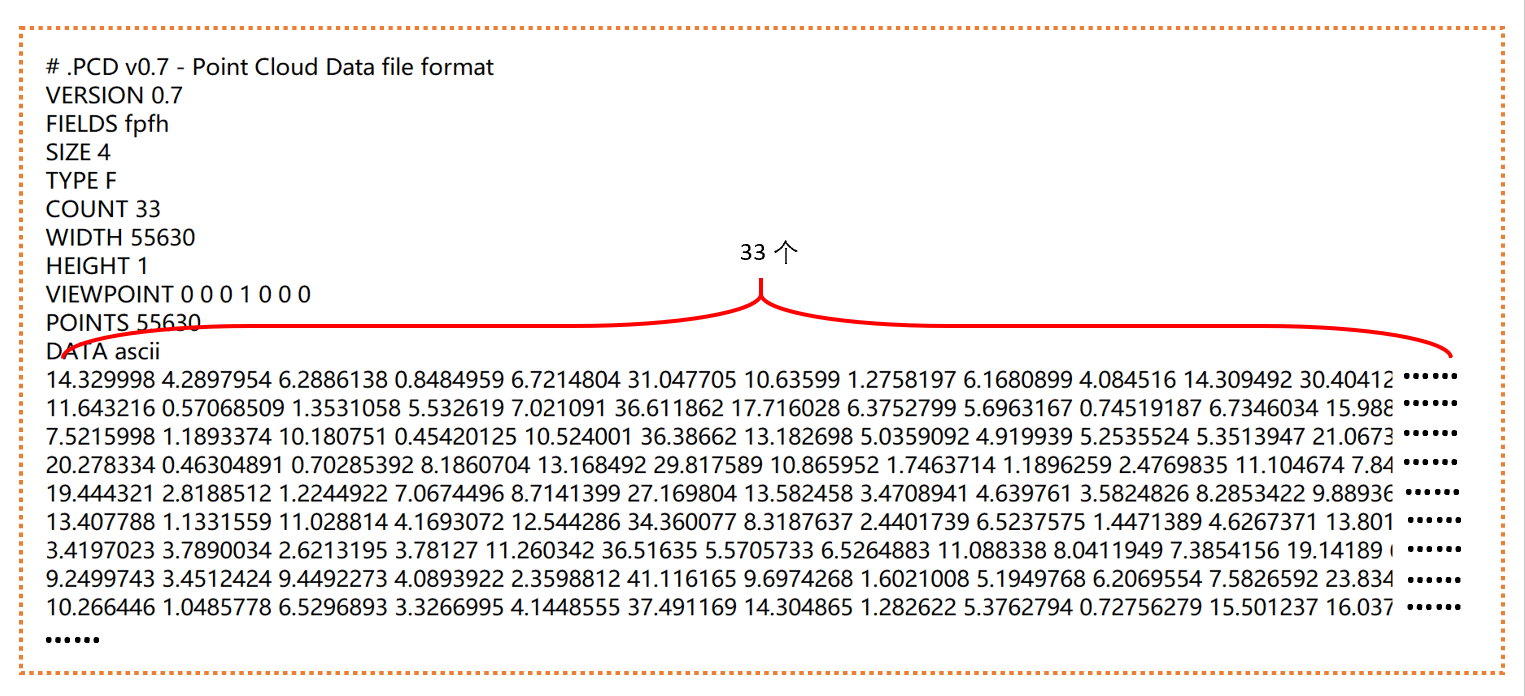 # .PCD v0.7 - Point Cloud Data file format
VERSION 0.7
FIELDS fpfh
SIZE 4
TYPE F
COUNT 33
WIDTH 55630
HEIGHT 1
VIEWPOINT 0 0 0 1 0 0 0
POINTS 55630
DATA ascii
33 个
14.329998 4.2897954 6.2886138 0.8484959 6.7214804 31.047705 10.63599 1.2758197 6.1680899 4.084516 14.309492 30.40412 ······
11.643216 0.57068509 1.3531058 5.532619 7.021091 36.611862 17.716028 6.3752799 5.6963167 0.74519187 6.7346034 15.988 ······
7.5215998 1.1893374 10.180751 0.45420125 10.524001 36.38662 13.182698 5.0359092 4.919939 5.2535524 5.3513947 21.0673 ······
20.278334 0.46304891 0.70285392 8.1860704 13.168492 29.817589 10.865952 1.7463714 1.1896259 2.4769835 11.104674 7.84 ······
19.444321 2.8188512 1.2244922 7.0674496 8.7141399 27.169804 13.582458 3.4708941 4.639761 3.5824826 8.2853422 9.88936 ······
13.407788 1.1331559 11.028814 4.1693072 12.544286 34.360077 8.3187637 2.4401739 6.5237575 1.4471389 4.6267371 13.801 ······
3.4197023 3.7890034 2.6213195 3.78127 11.260342 36.51635 5.5705733 6.5264883 11.088338 8.0411949 7.3854156 19.14189 ······
9.2499743 3.4512424 9.4492273 4.0893922 2.3598812 41.116165 9.6974268 1.6021008 5.1949768 6.2069554 7.5826592 23.834 ······
10.266446 1.0485778 6.5296893 3.3266995 4.1448555 37.491169 14.304865 1.282622 5.3762794 0.72756279 15.501237 16.037 ······
······